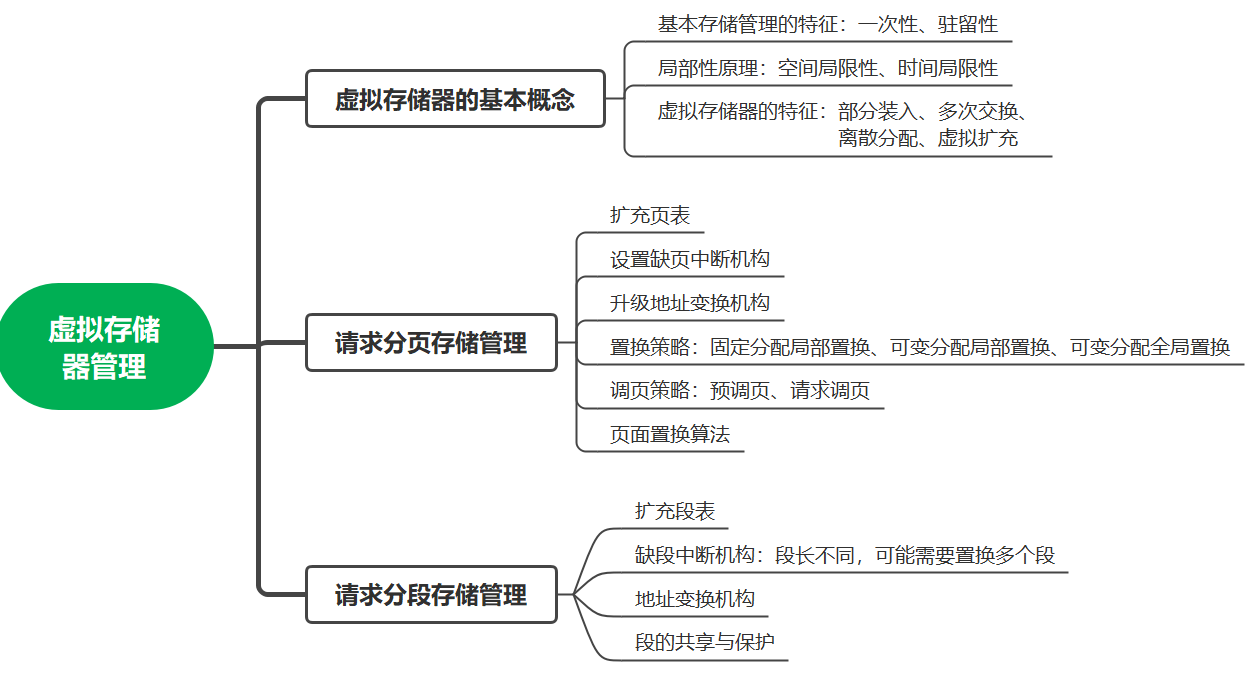 虚拟存储
器管理
虚拟存储器的基本概念
基本存储管理的特征：一次性、驻留性
局部性原理：空间局限性、时间局限性
虚拟存储器的特征：部分装入、多次交换、
离散分配、虚拟扩充
请求分页存储管理
扩充页表
设置缺页中断机构
升级地址变换机构
置换策略：固定分配局部置换、可变分配局部置换、可变分配全局置换
调页策略：预调页、请求调页
页面置换算法
请求分段存储管理
扩充段表
缺段中断机构：段长不同，可能需要置换多个段
地址变换机构
段的共享与保护